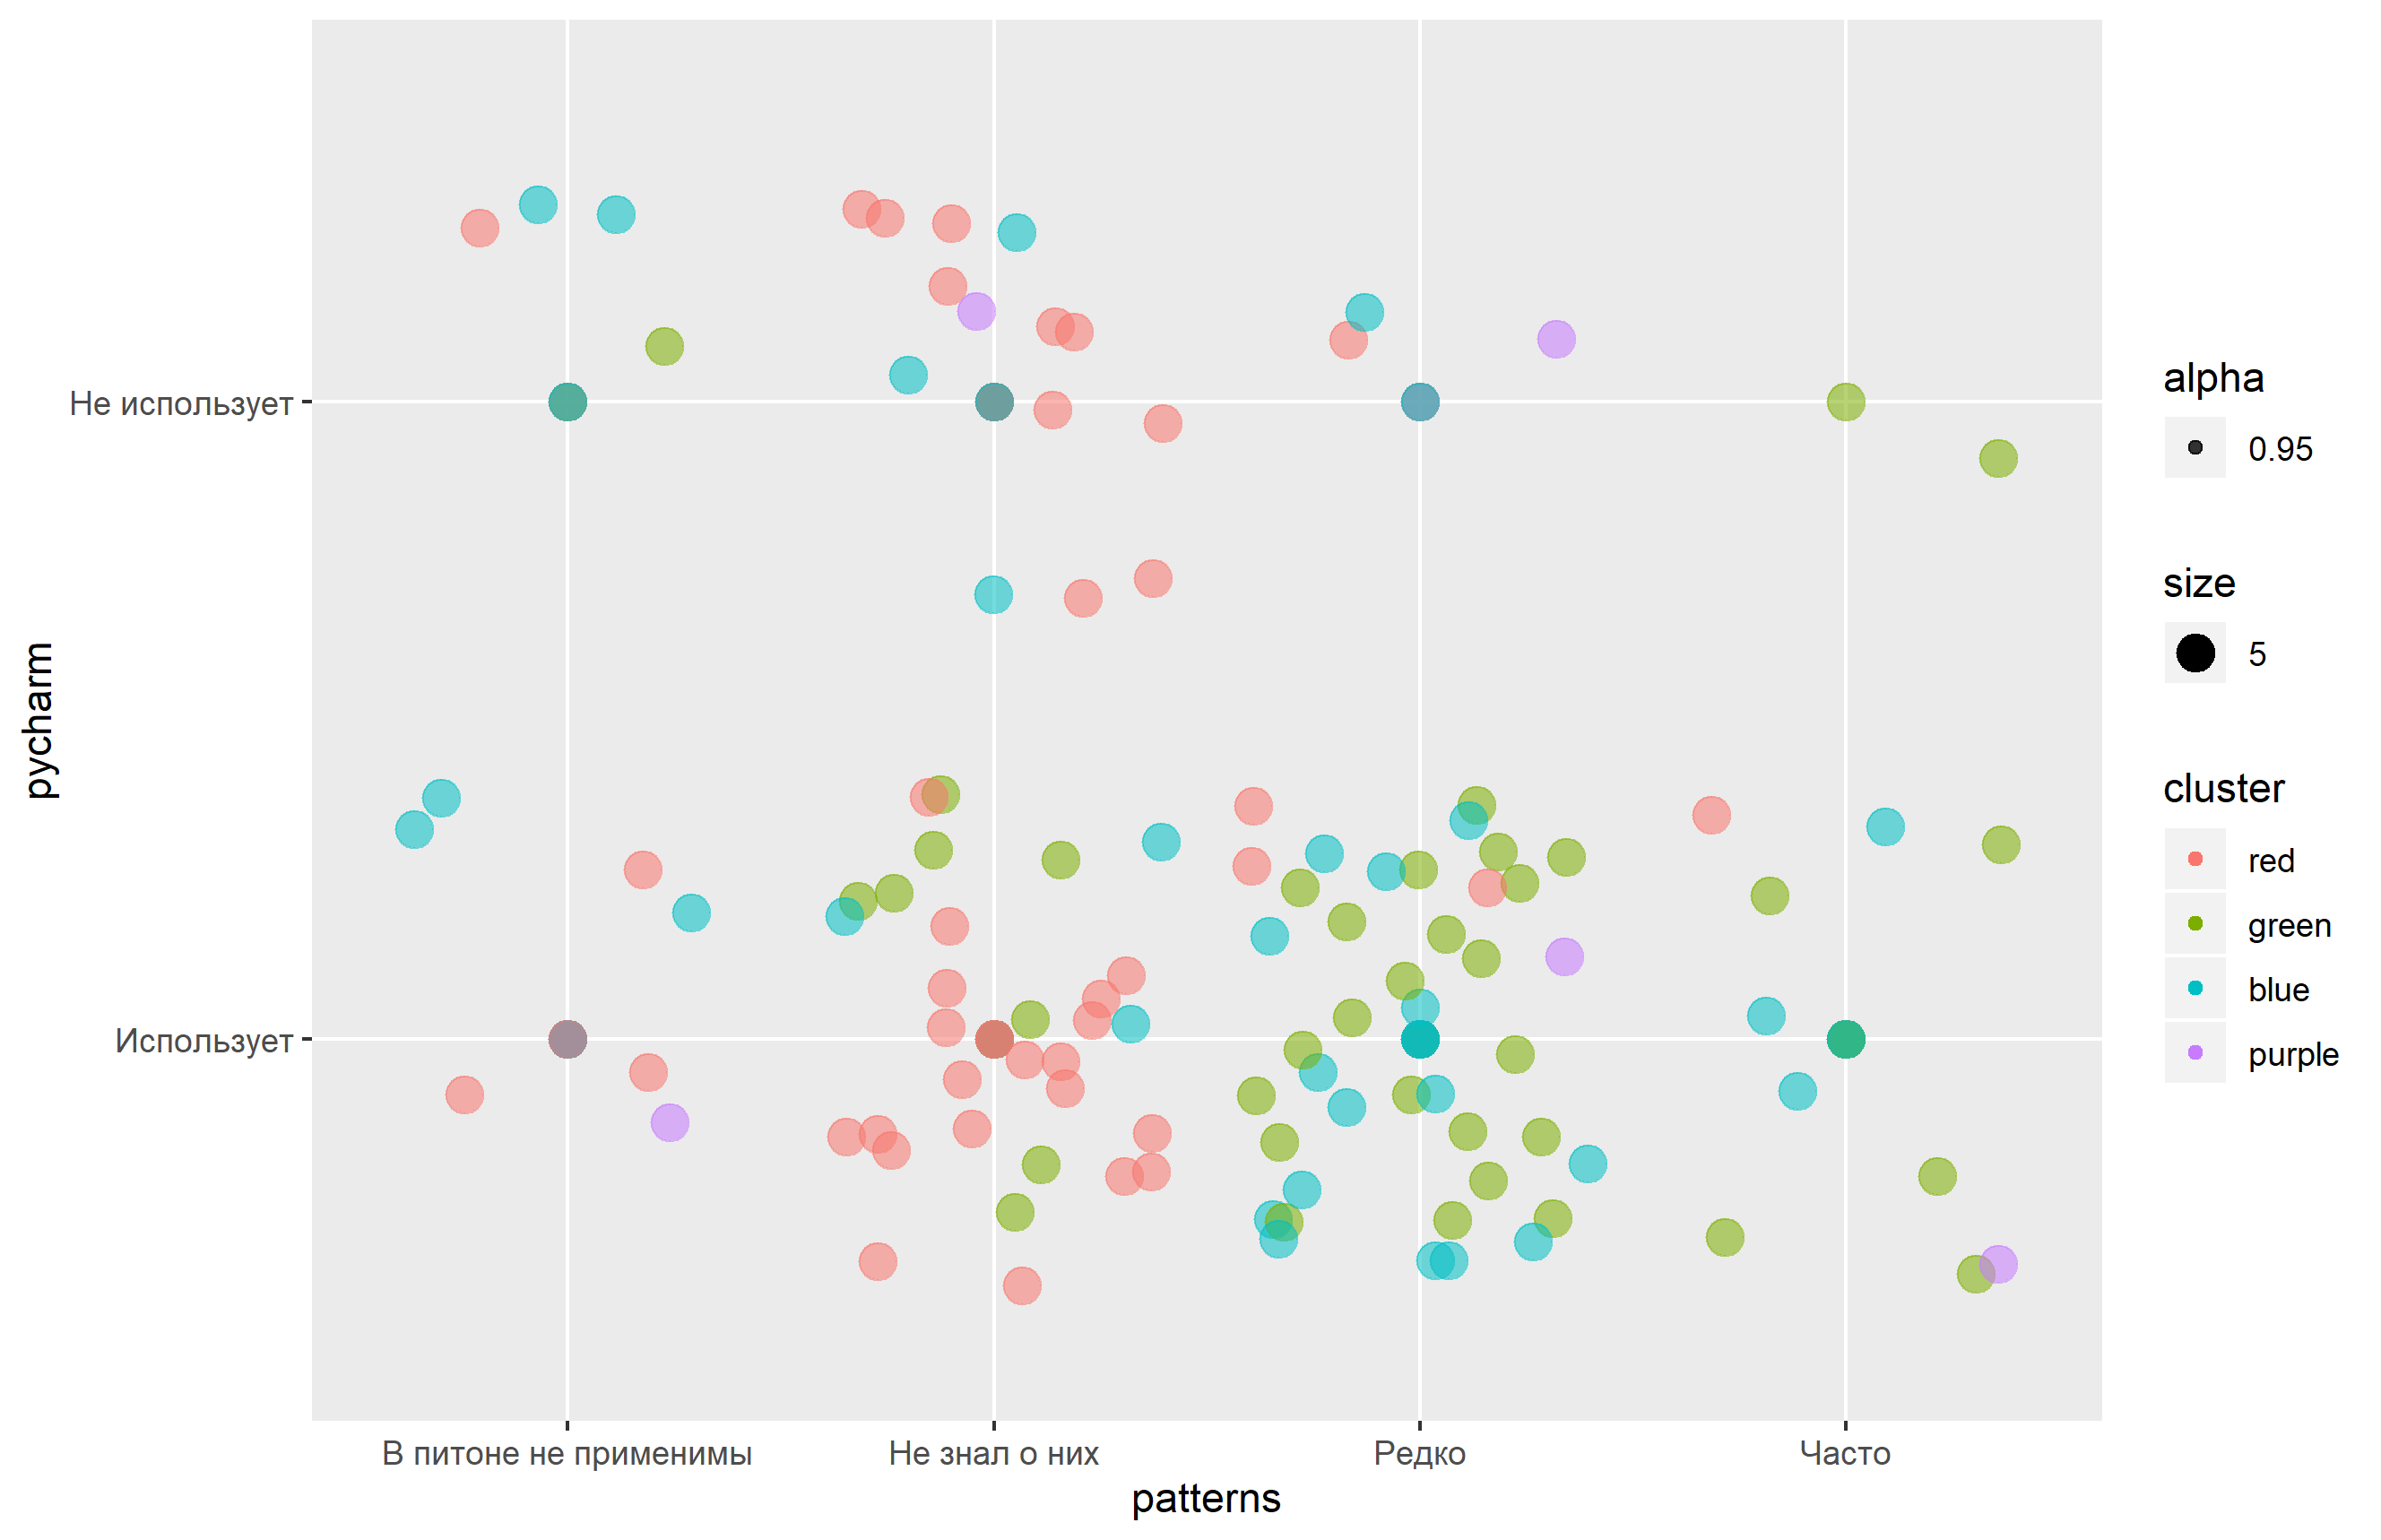 pycharm
Не использует
Использует
В питоне не применимы
Не знал о них
Редко
Часто
patterns
alpha
0.95
size
5
cluster
red
green
blue
purple